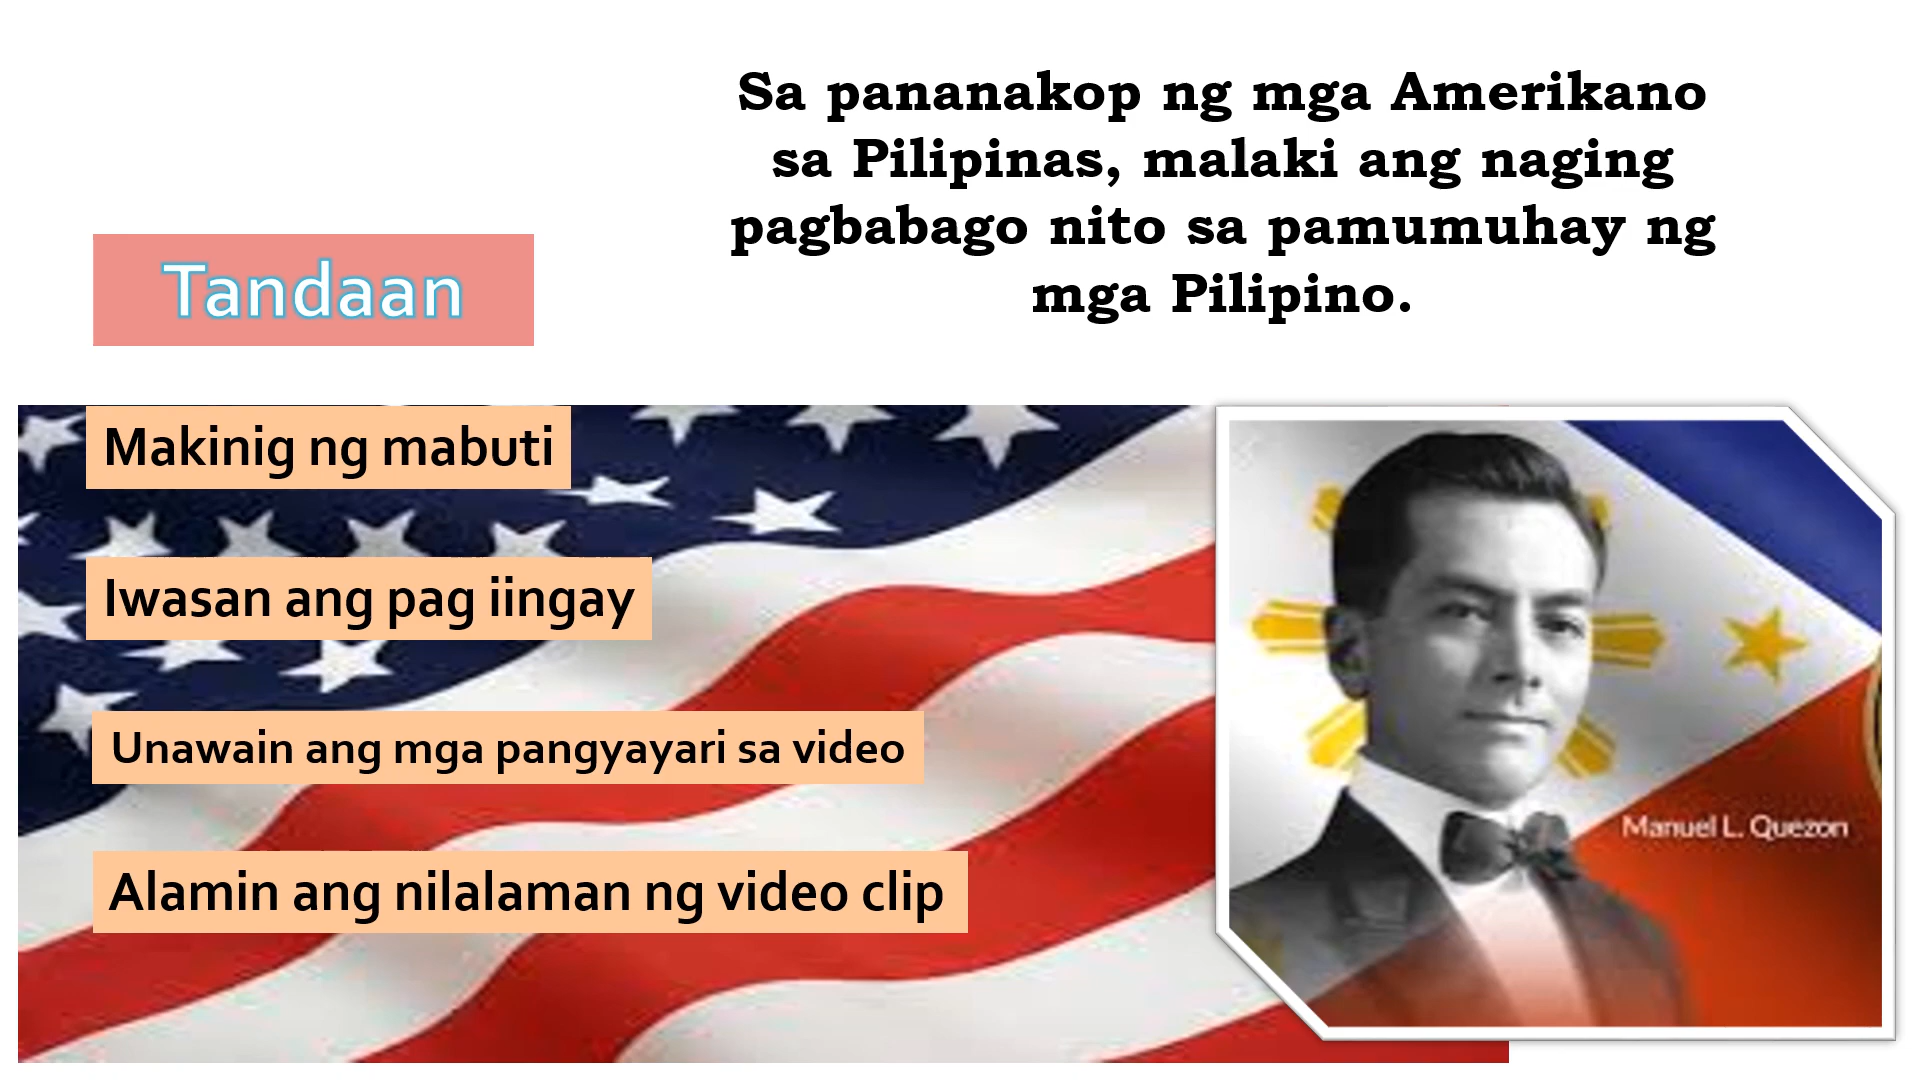 Sa pananakop ng mga Amerikano
sa Pilipinas, malaki ang naging
pagbabago nito sa pamumuhay ng
mga Pilipino.
Tandaan
Makinig ng mabuti
Iwasan ang pag iingay
Unawain ang mga pangyayari sa video
Alamin ang nilalaman ng video clip
Manuel L. Quezon